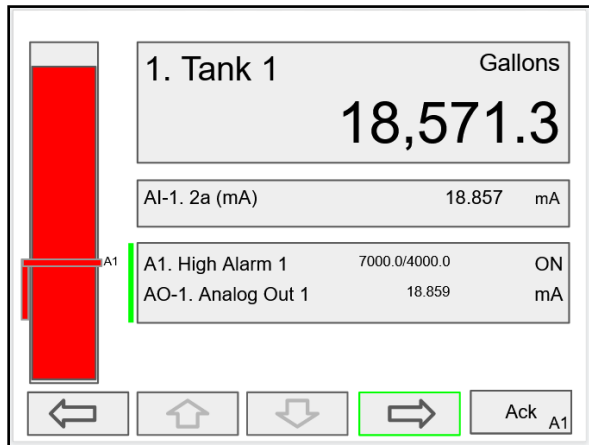 1. Tank 1 Gallons
18,571.3
AI-1. 2a (mA) 18.857 mA
A1
A1. High Alarm 1 7000.0/4000.0 ON
AO-1. Analog Out 1 18.859 mA
Ack A1